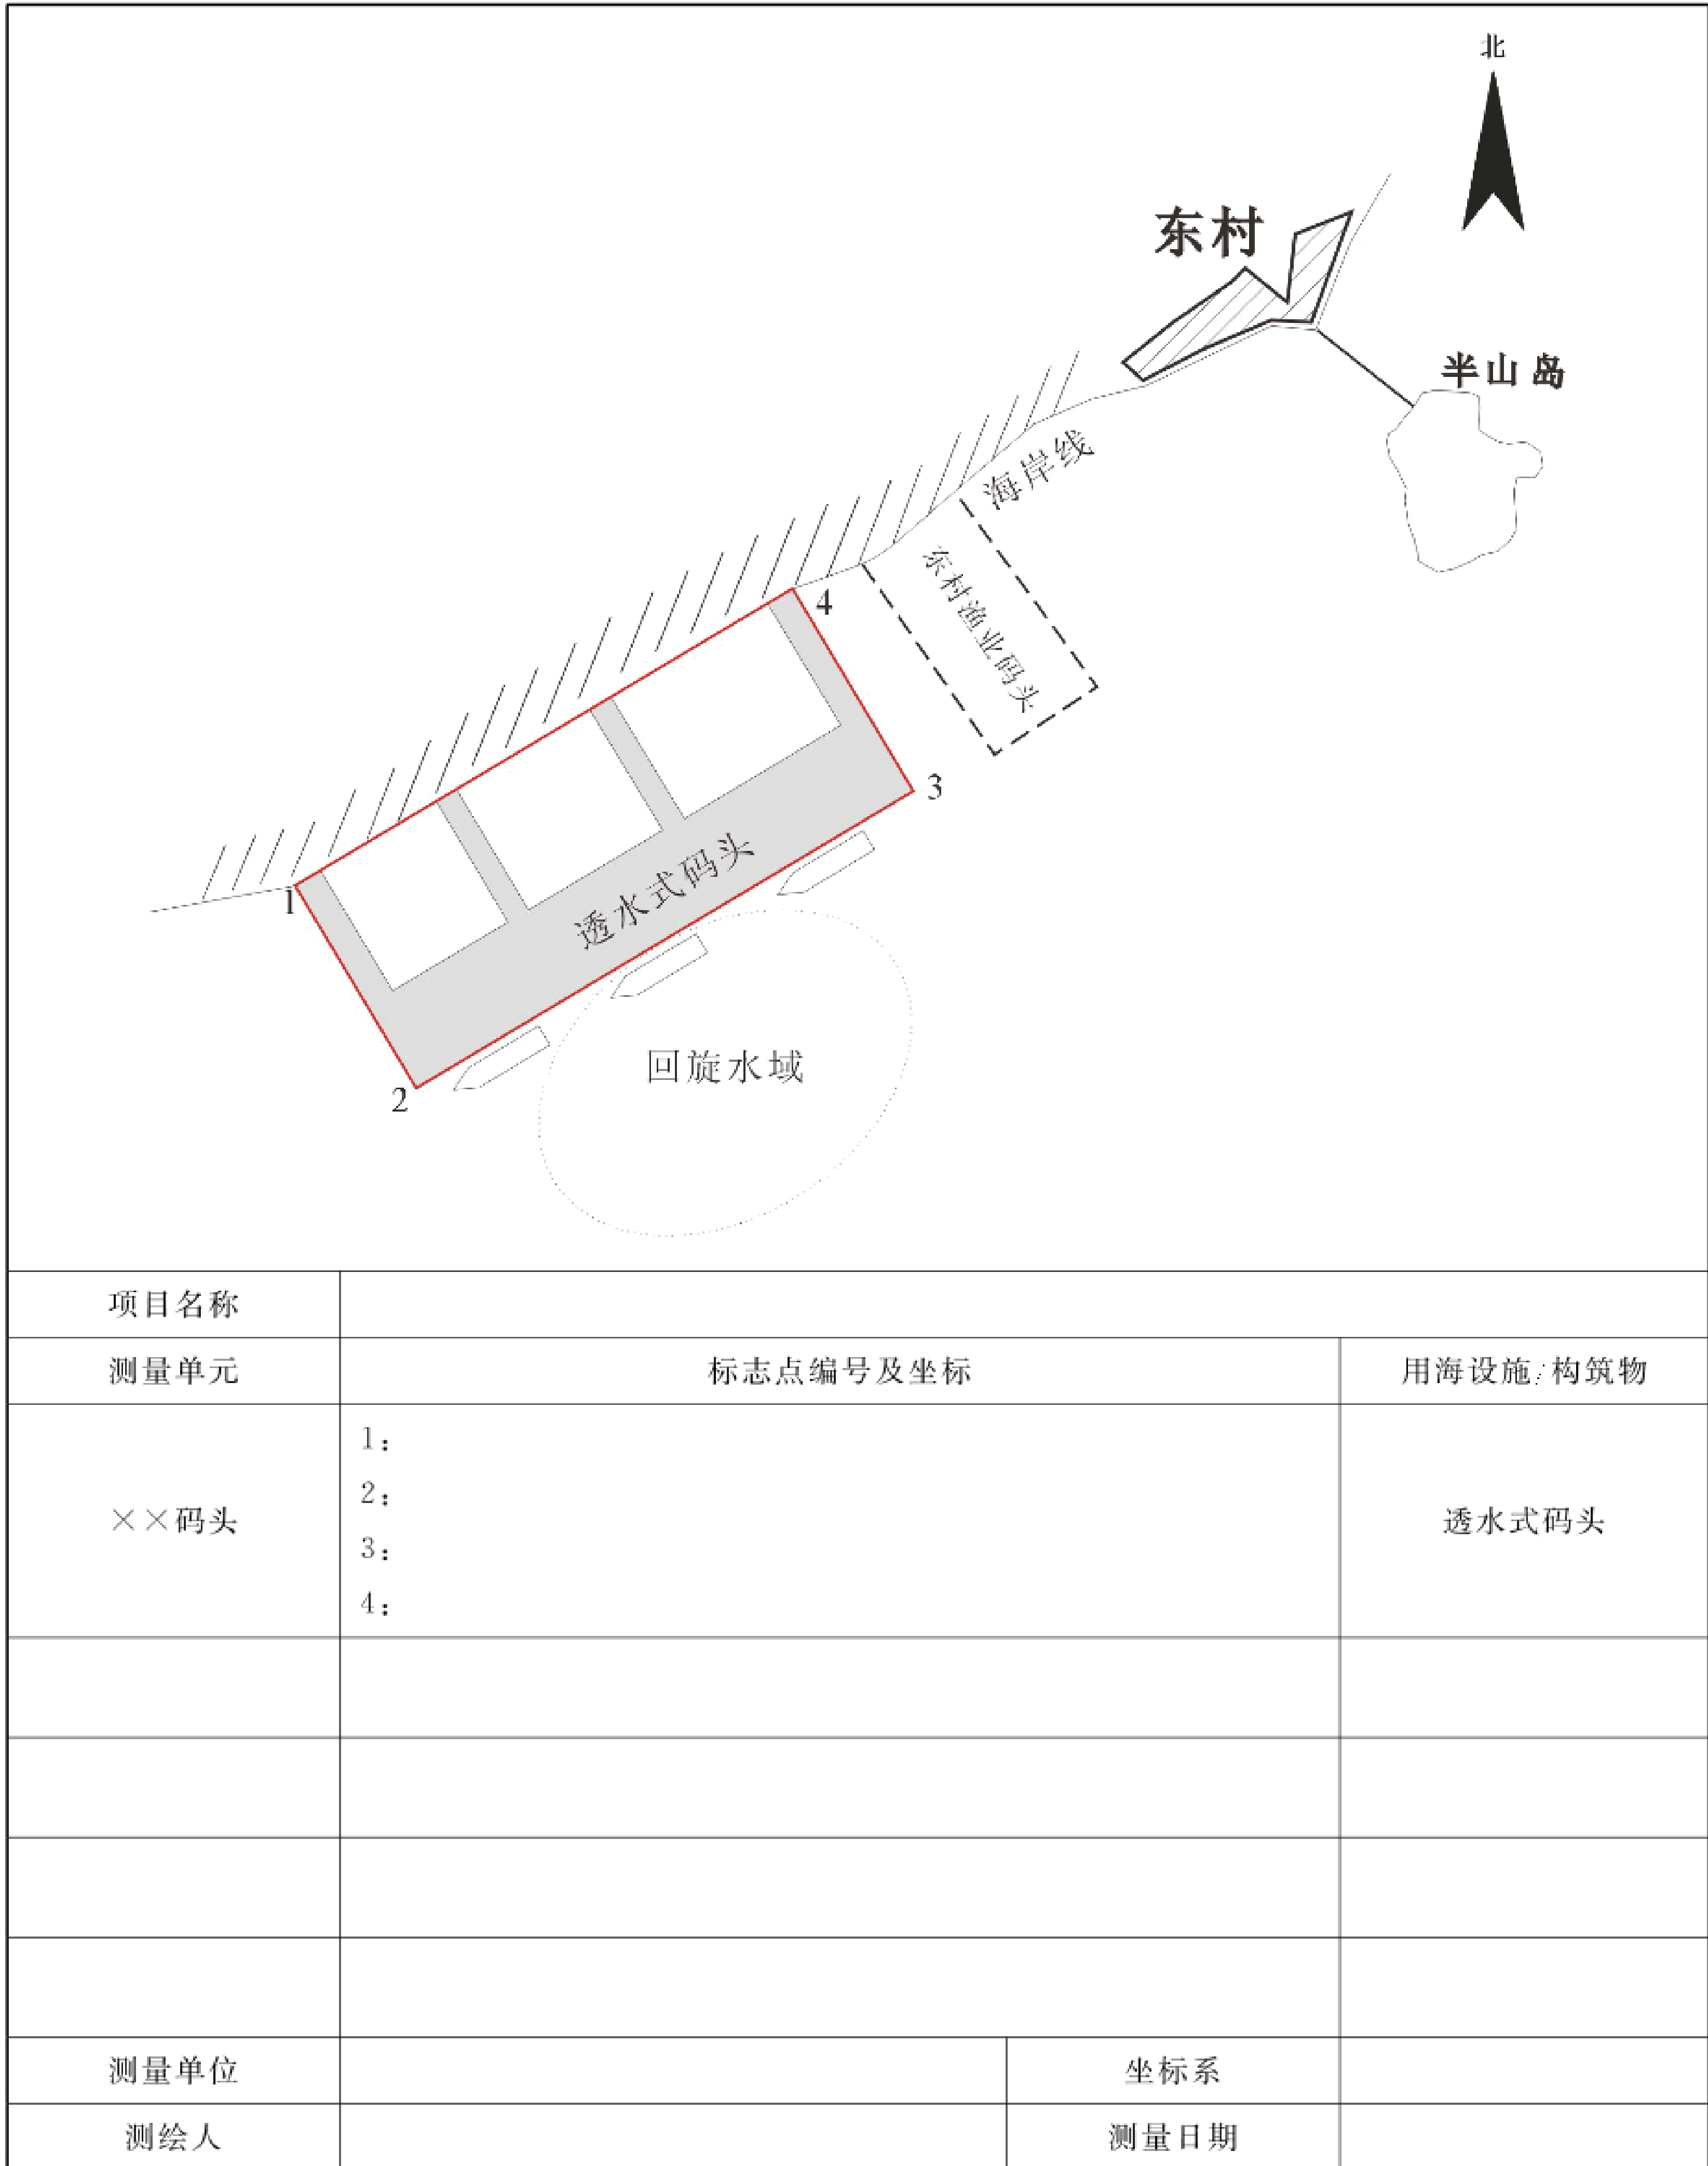 北
东村
半山岛
海岸线
东村渔业码头
4
3
透水式码头
1
回旋水域
2
项目名称
测量单元 标志点编号及坐标 用海设施/构筑物
××码头 1： 透水式码头
2：
3：
4：
测量单位 坐标系
测绘人 测量日期